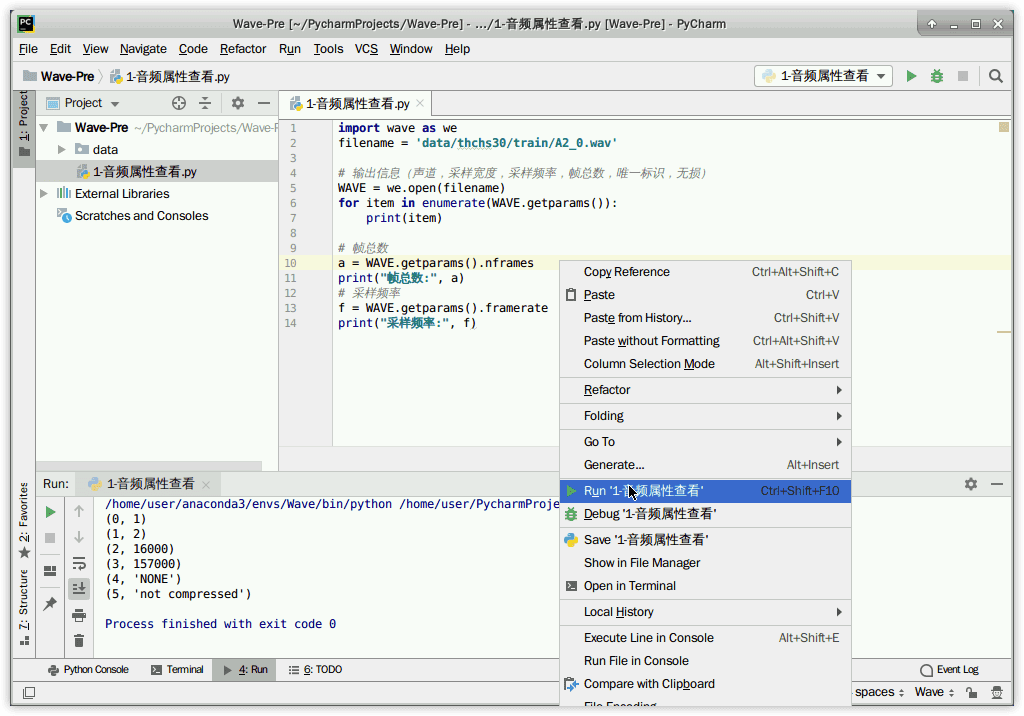 Wave-Pre [~/PycharmProjects/Wave-Pre] - .../1-音频属性查看.py [Wave-Pre] - PyCharm
File Edit View Navigate Code Refactor Run Tools VCS Window Help
Wave-Pre 1-音频属性查看.py 1-音频属性查看
1: Project
Project
1-音频属性查看.py
Wave-Pre ~/PycharmProjects/Wave-P
data
1-音频属性查看.py
External Libraries
Scratches and Consoles
1 import wave as we
2 filename = 'data/thchs30/train/A2_0.wav'
3
4 # 输出信息（声道，采样宽度，采样频率，帧总数，唯一标识，无损）
5 WAVE = we.open(filename)
6 for item in enumerate(WAVE.getparams()):
7 print(item)
8
9 # 帧总数
10 a = WAVE.getparams().nframes
11 print("帧总数:", a)
12 # 采样频率
13 f = WAVE.getparams().framerate
14 print("采样频率:", f)
Copy Reference Ctrl+Alt+Shift+C
Paste Ctrl+V
Paste from History... Ctrl+Shift+V
Paste without Formatting Ctrl+Alt+Shift+V
Column Selection Mode Alt+Shift+Insert
Refactor
Folding
Go To
Generate... Alt+Insert
Run '1-音频属性查看' Ctrl+Shift+F10
Debug '1-音频属性查看'
Save '1-音频属性查看'
Show in File Manager
Open in Terminal
Local History
Execute Line in Console Alt+Shift+E
Run File in Console
Compare with Clipboard
File Encoding
Run: 1-音频属性查看
/home/user/anaconda3/envs/Wave/bin/python /home/user/PycharmProje
(0, 1)
(1, 2)
(2, 16000)
(3, 157000)
(4, 'NONE')
(5, 'not compressed')
Process finished with exit code 0
2: Favorites
7: Structure
Python Console Terminal 4: Run 6: TODO Event Log
spaces Wave